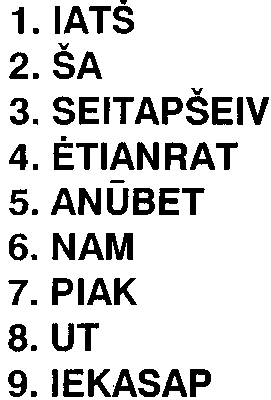 1. IATŠ
2. ŠA
3. SEITAPŠEIV
4. ĖTIANRAT
5. ANŪBET
6. NAM
7. PIAK
8. UT
9. IEKASAP